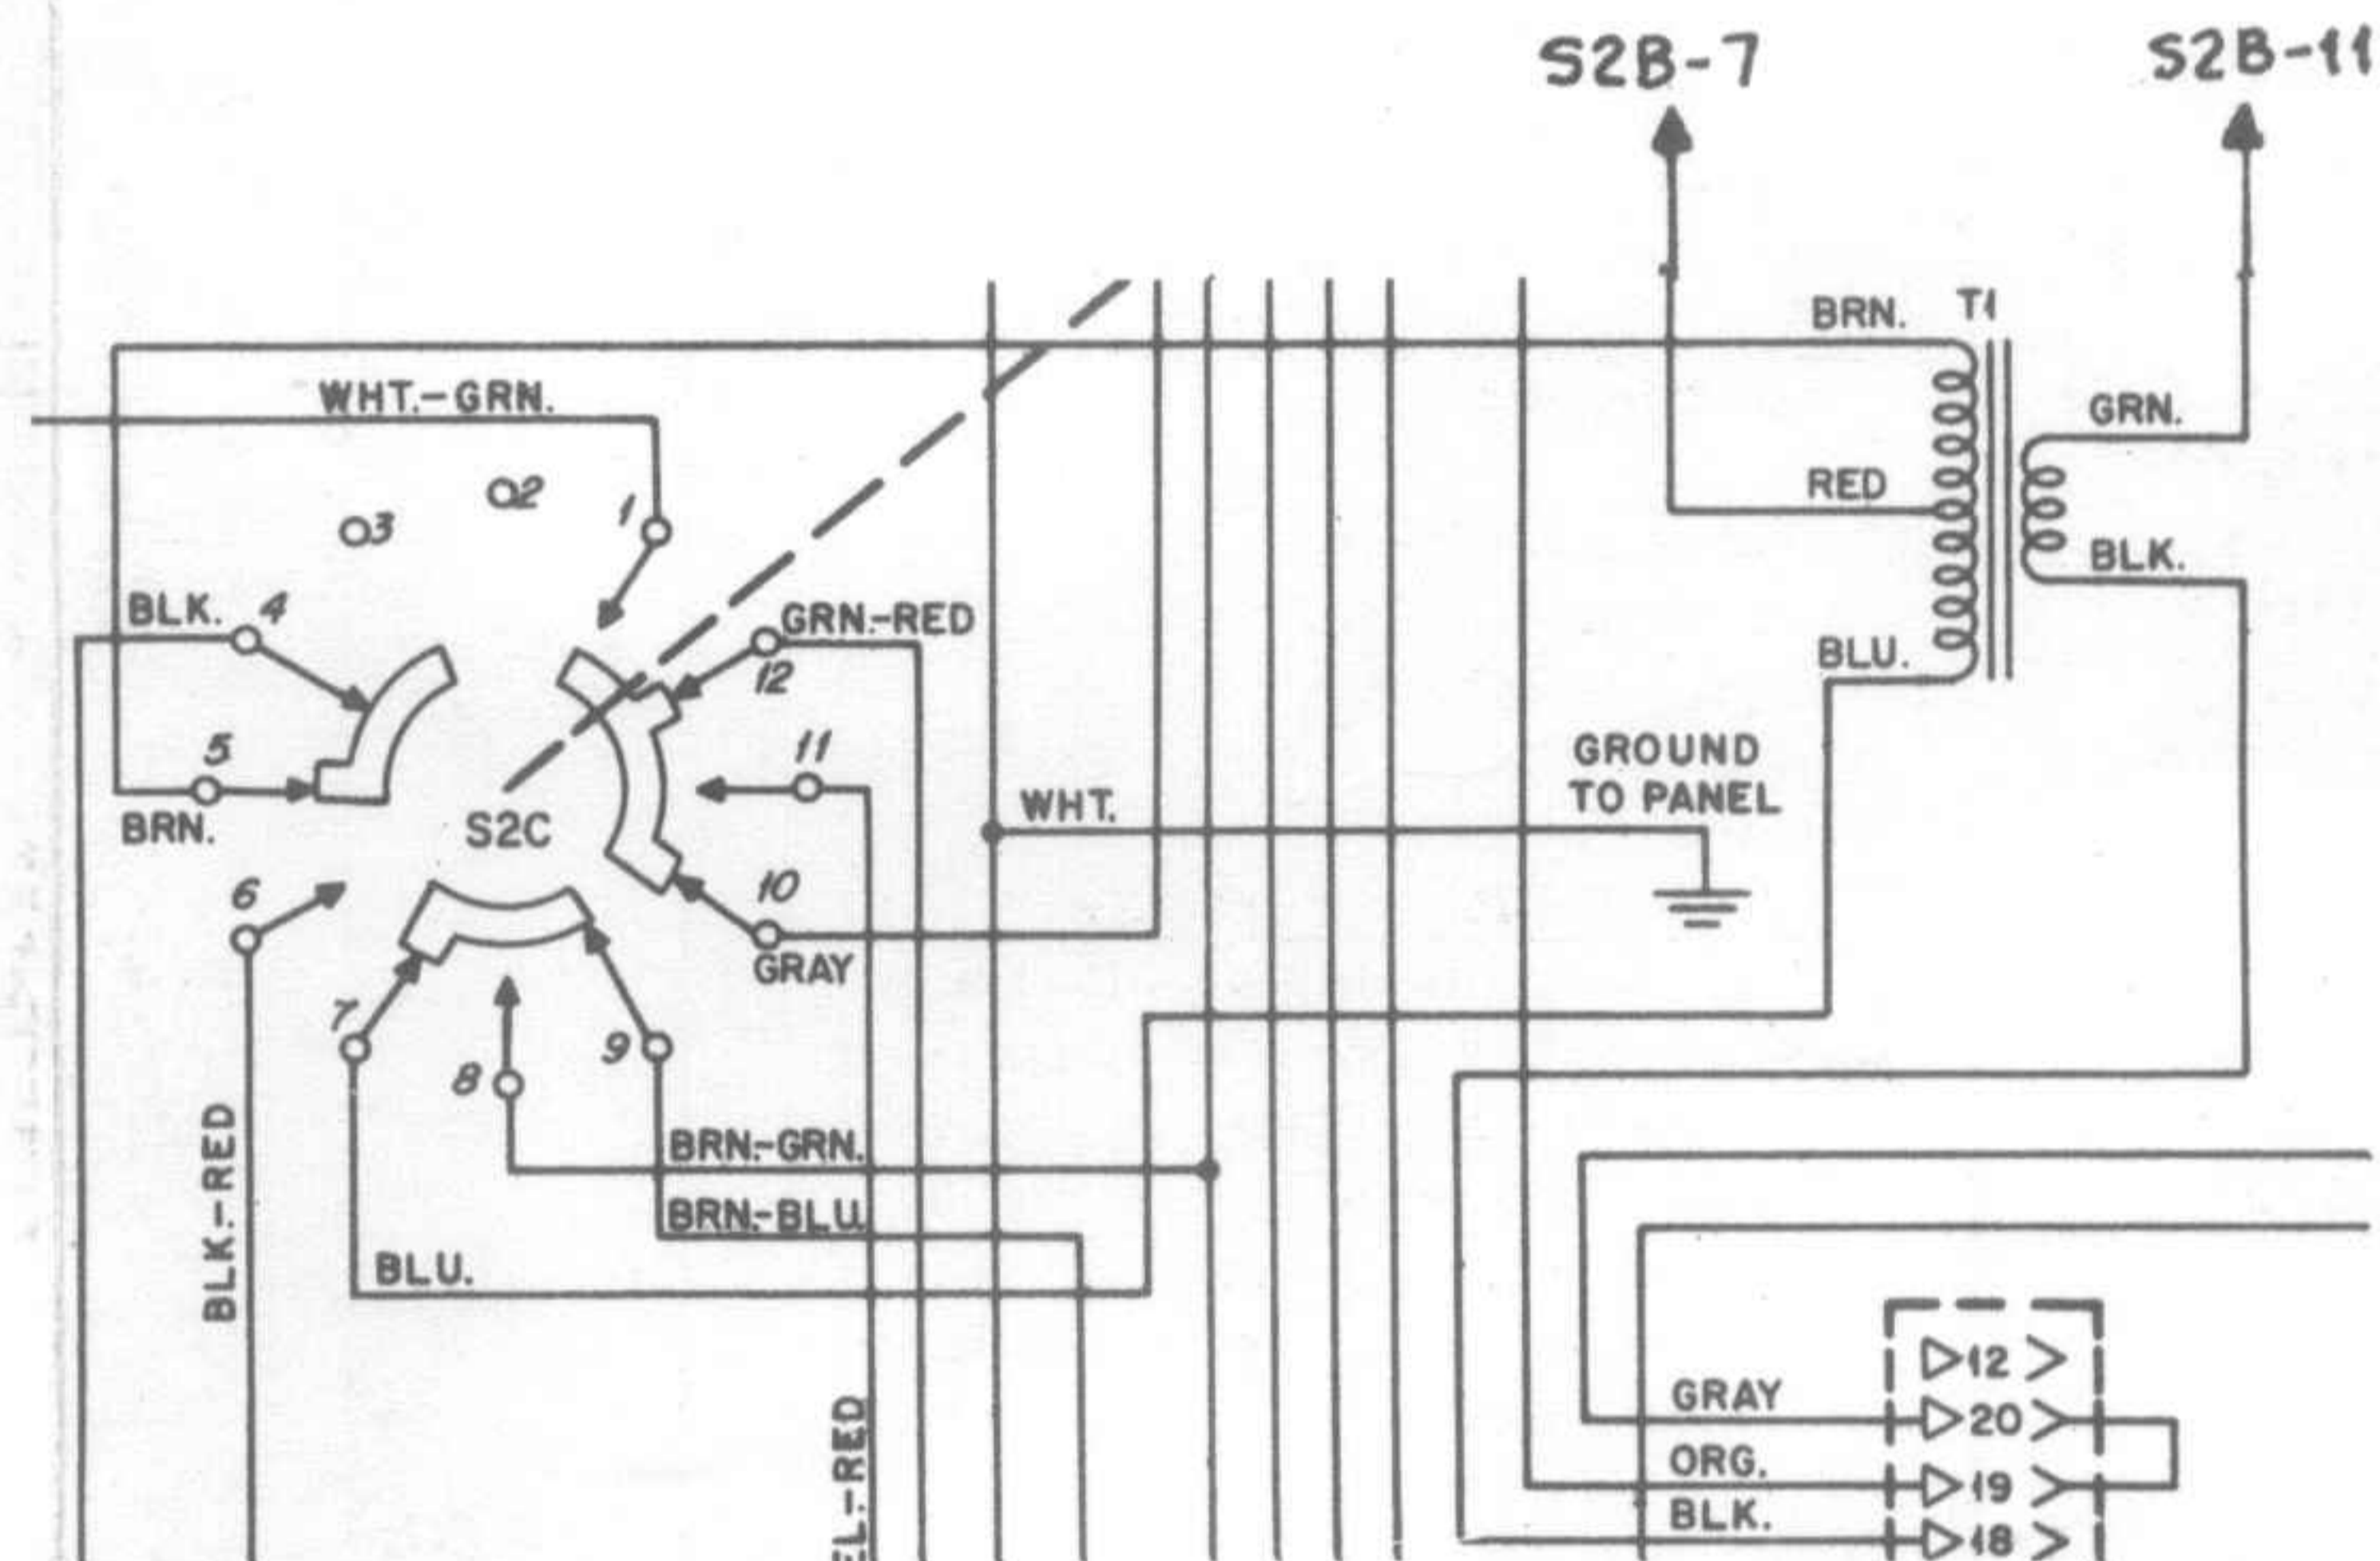 S2B-7
S2B-11
BRN.
T1
WHT.-GRN.
GRN.
RED
2
3
1
BLK.
BLK.
4
GRN.-RED
BLU.
12
5
11
GROUND
TO PANEL
WHT.
BRN.
S2C
6
10
GRAY
7
9
8
BLK.-RED
BRN.-GRN.
BRN.-BLU.
BLU.
12
GRAY
20
EL-RED
ORG.
19
BLK.
18